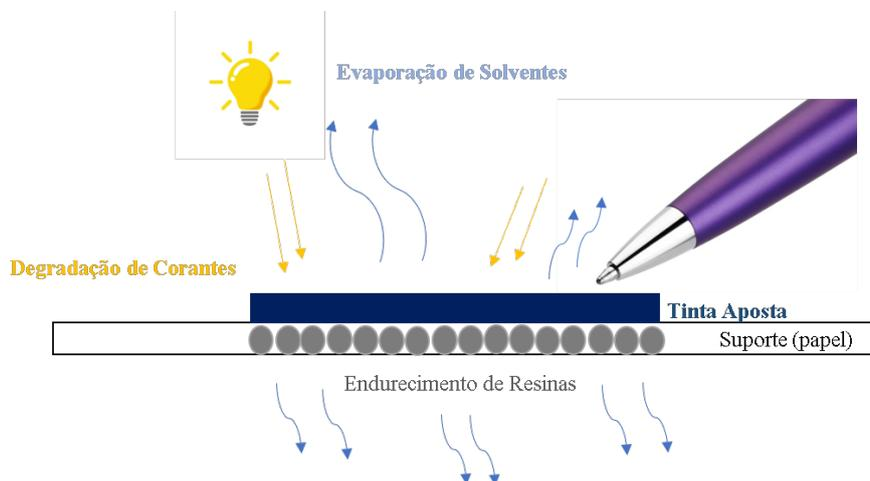 Evaporação de Solventes
Degradação de Corantes
Tinta Aposta
Suporte (papel)
Endurecimento de Resinas